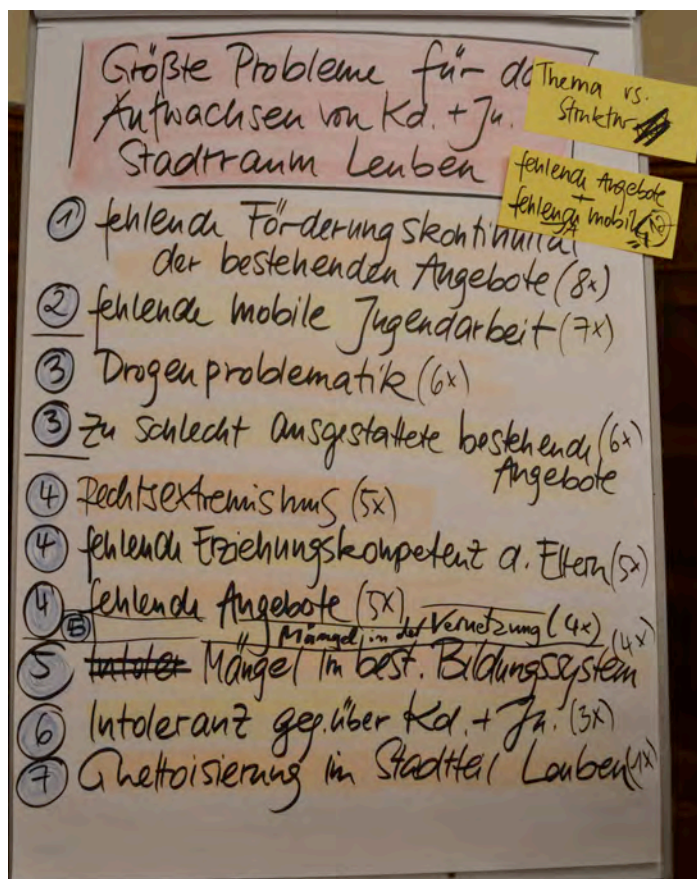 Größte Probleme für da
Aufwachsen von Kd. + Ju.
Stadtraum Leuben
Thema vs.
Struktur
fehlende Angebote
+
fehlende mobile
① fehlende Förderungskontinuität
der bestehenden Angebote (8x)
② fehlende mobile Jugendarbeit (7x)
③ Drogenproblematik (6x)
③ zu schlecht ausgestattete bestehende (6x)
Angebote
④ Rechtsextremismus (5x)
④ fehlende Erziehungskompetenz d. Eltern (5x)
④ fehlende Angebote (5x)
⑤ Mängel in der Vernetzung (4x)
⑤ Mängel im best. Bildungssystem (4x)
⑥ Intoleranz geg.über Kd. + Ju. (3x)
⑦ Ghettoisierung im Stadtteil Leuben (1x)